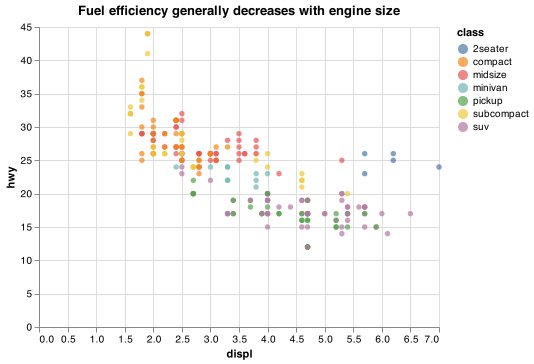 Fuel efficiency generally decreases with engine size
class
2seater
compact
midsize
minivan
pickup
subcompact
suv
hwy
45
40
35
30
25
20
15
10
5
0
0.0 0.5 1.0 1.5 2.0 2.5 3.0 3.5 4.0 4.5 5.0 5.5 6.0 6.5 7.0
displ